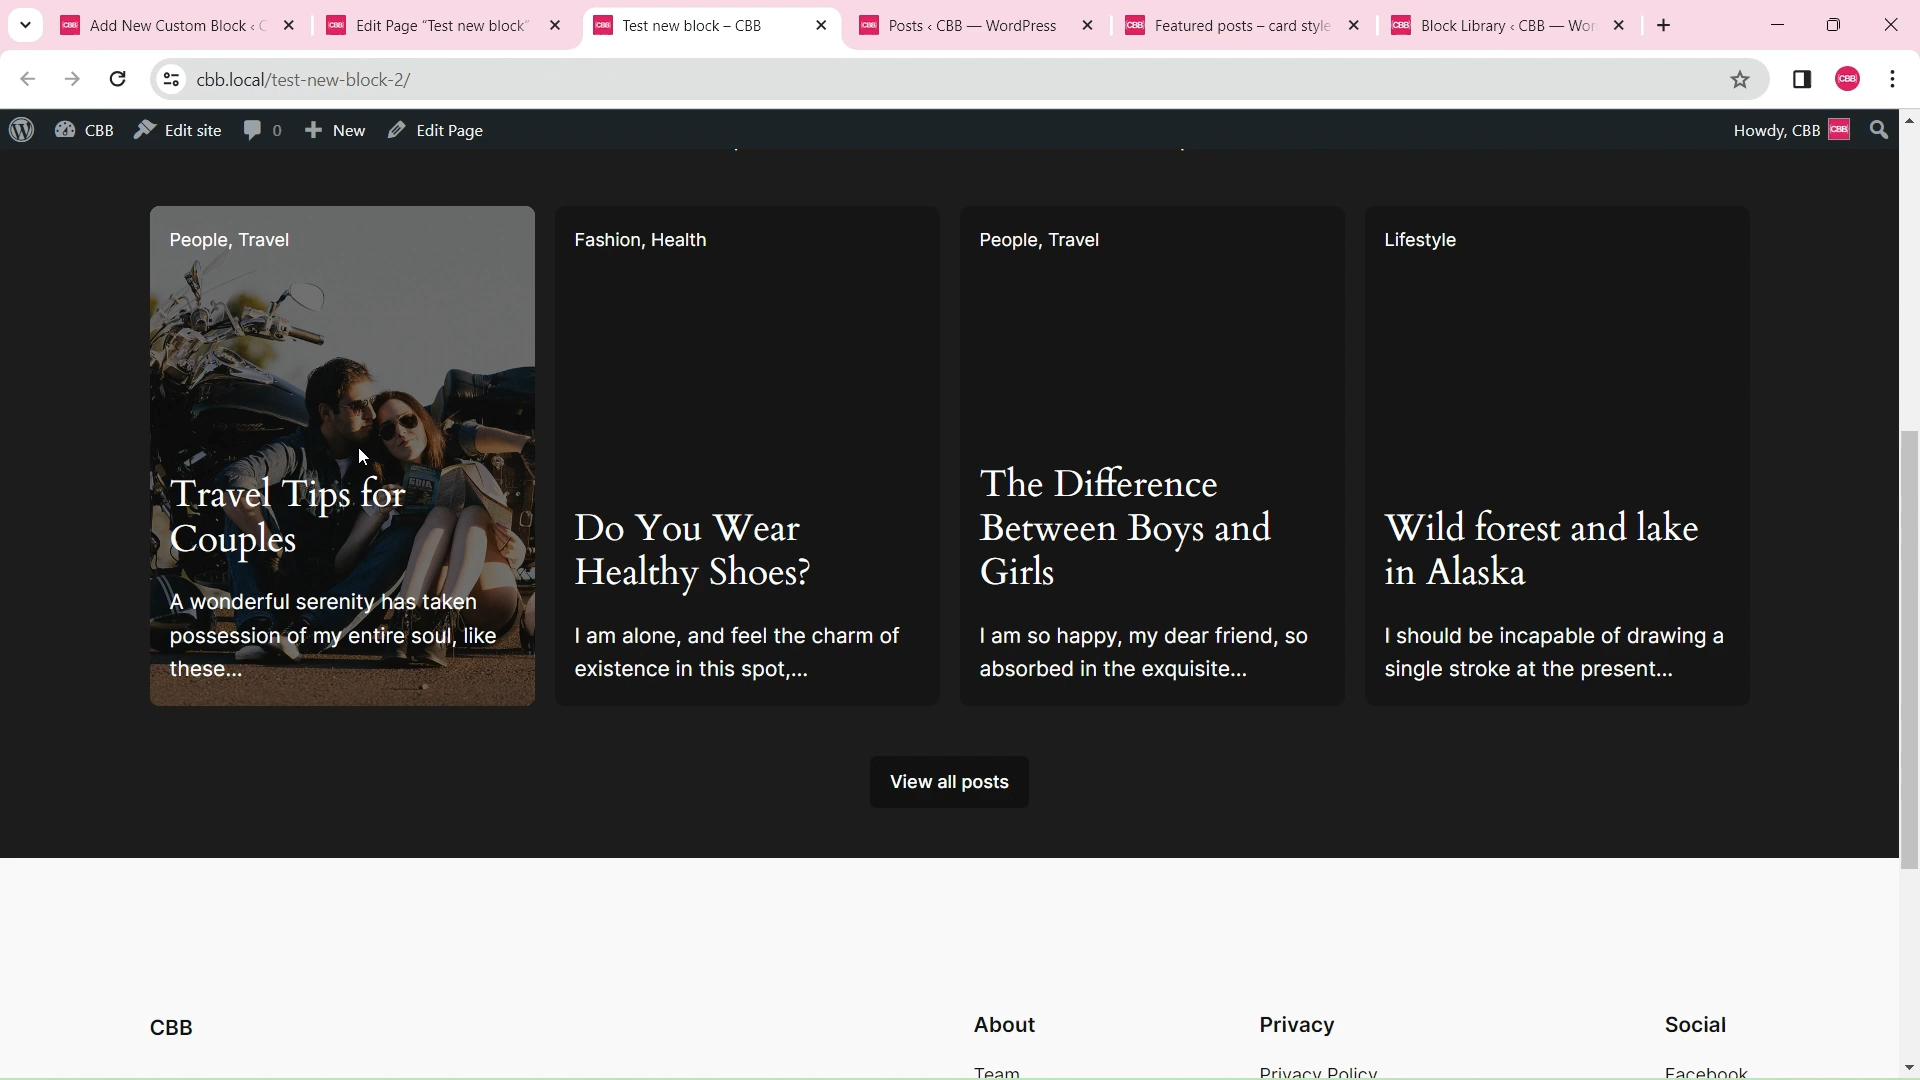 Add New Custom Block ‹ C
Edit Page “Test new block”
Test new block – CBB
Posts ‹ CBB — WordPress
Featured posts – card style
Block Library ‹ CBB — Wor
cbb.local/test-new-block-2/
CBB
Edit site
0
New
Edit Page
Howdy, CBB
People, Travel
Travel Tips for
Couples
A wonderful serenity has taken
possession of my entire soul, like
these...
Fashion, Health
Do You Wear
Healthy Shoes?
I am alone, and feel the charm of
existence in this spot,...
People, Travel
The Difference
Between Boys and
Girls
I am so happy, my dear friend, so
absorbed in the exquisite...
Lifestyle
Wild forest and lake
in Alaska
I should be incapable of drawing a
single stroke at the present...
View all posts
CBB
About
Team
Privacy
Privacy Policy
Social
Facebook